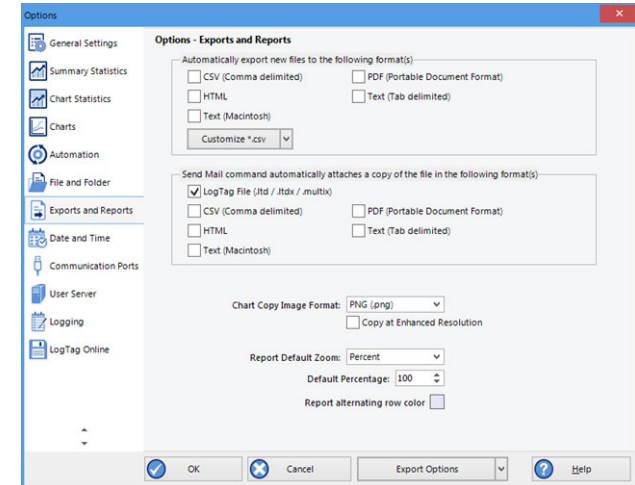 Options
General Settings
Summary Statistics
Chart Statistics
Charts
Automation
File and Folder
Exports and Reports
Date and Time
Communication Ports
User Server
Logging
LogTag Online
Options - Exports and Reports
Automatically export new files to the following format(s)
CSV (Comma delimited) PDF (Portable Document Format)
HTML Text (Tab delimited)
Text (Macintosh)
Customize *.csv
Send Mail command automatically attaches a copy of the file in the following format(s)
LogTag File (.ltd / .ltdx / .multix)
CSV (Comma delimited) PDF (Portable Document Format)
HTML Text (Tab delimited)
Text (Macintosh)
Chart Copy Image Format: PNG (.png)
Copy at Enhanced Resolution
Report Default Zoom: Percent
Default Percentage: 100
Report alternating row color
OK Cancel Export Options Help